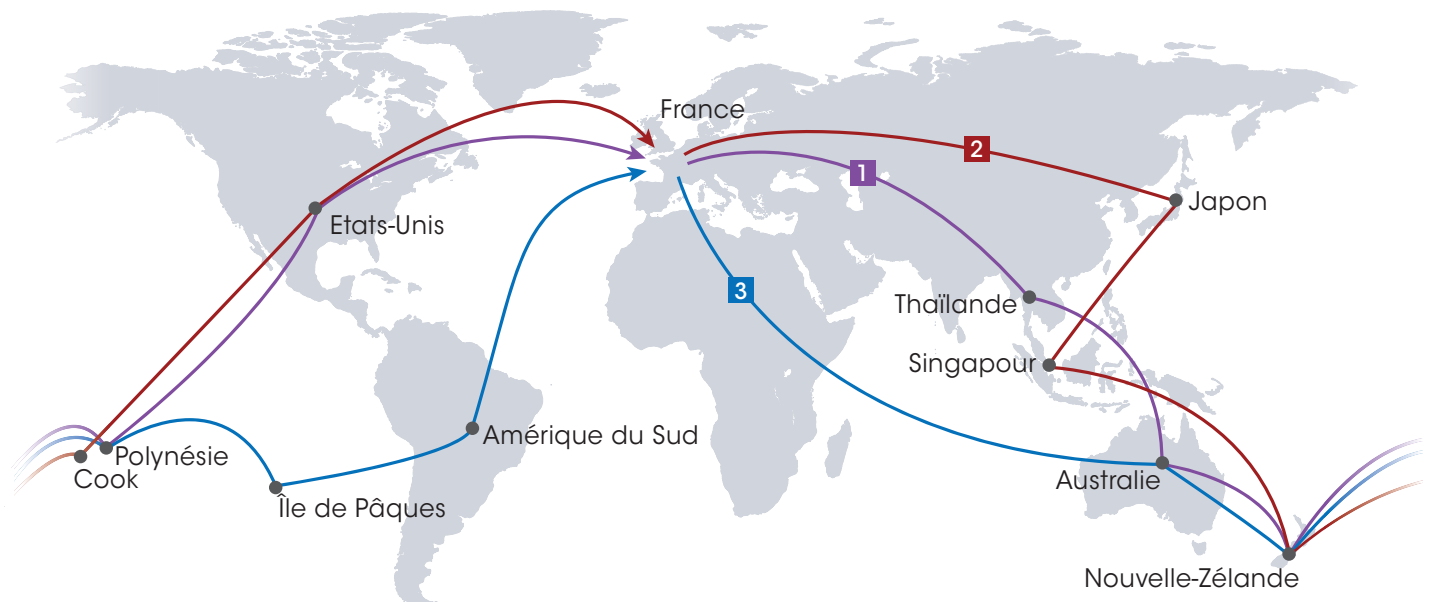 France
2
1
Japon
Etats-Unis
3
Thaïlande
Singapour
Amérique du Sud
Polynésie
Cook
Australie
Île de Pâques
Nouvelle-Zélande